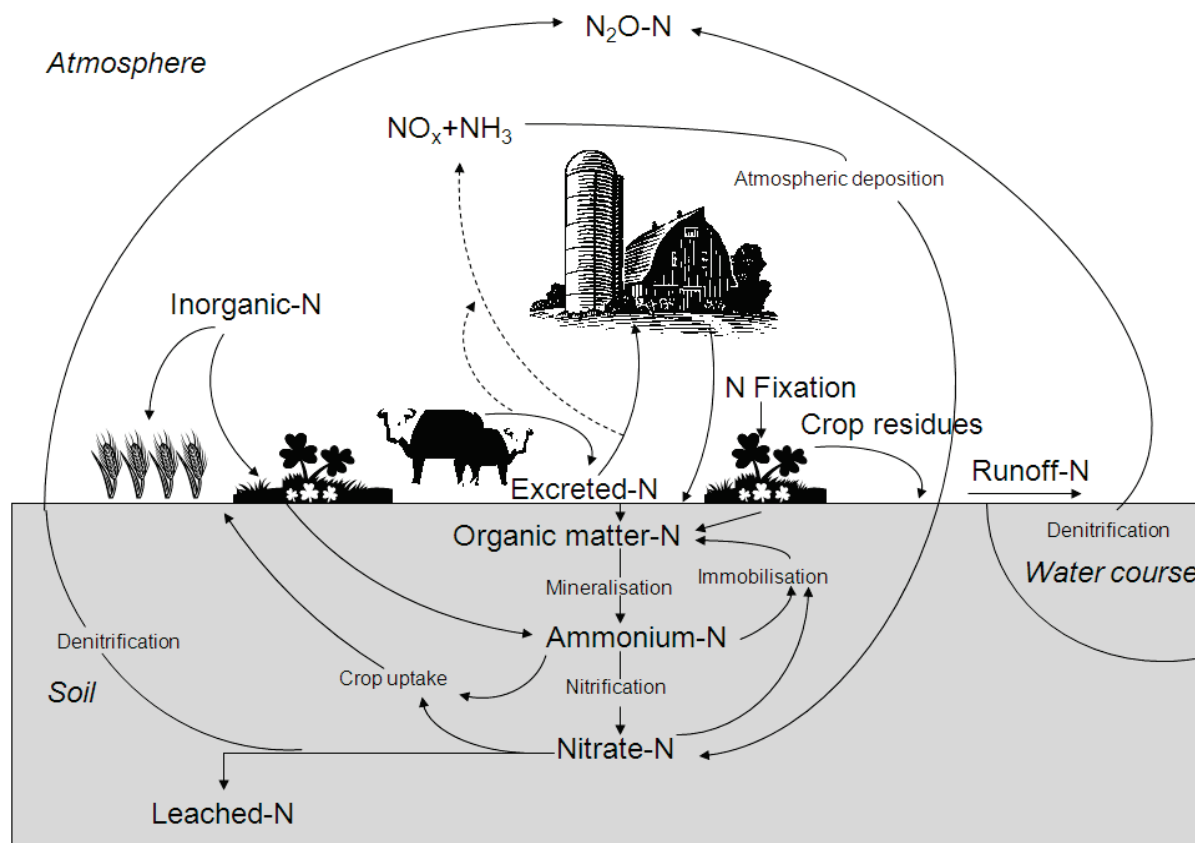 N₂O-N
Atmosphere
NOₓ+NH₃
Atmospheric deposition
Inorganic-N
N Fixation
Crop residues
Runoff-N
Excreted-N
Organic matter-N
Denitrification
Water course
Mineralisation
Immobilisation
Ammonium-N
Denitrification
Soil
Crop uptake
Nitrification
Nitrate-N
Leached-N